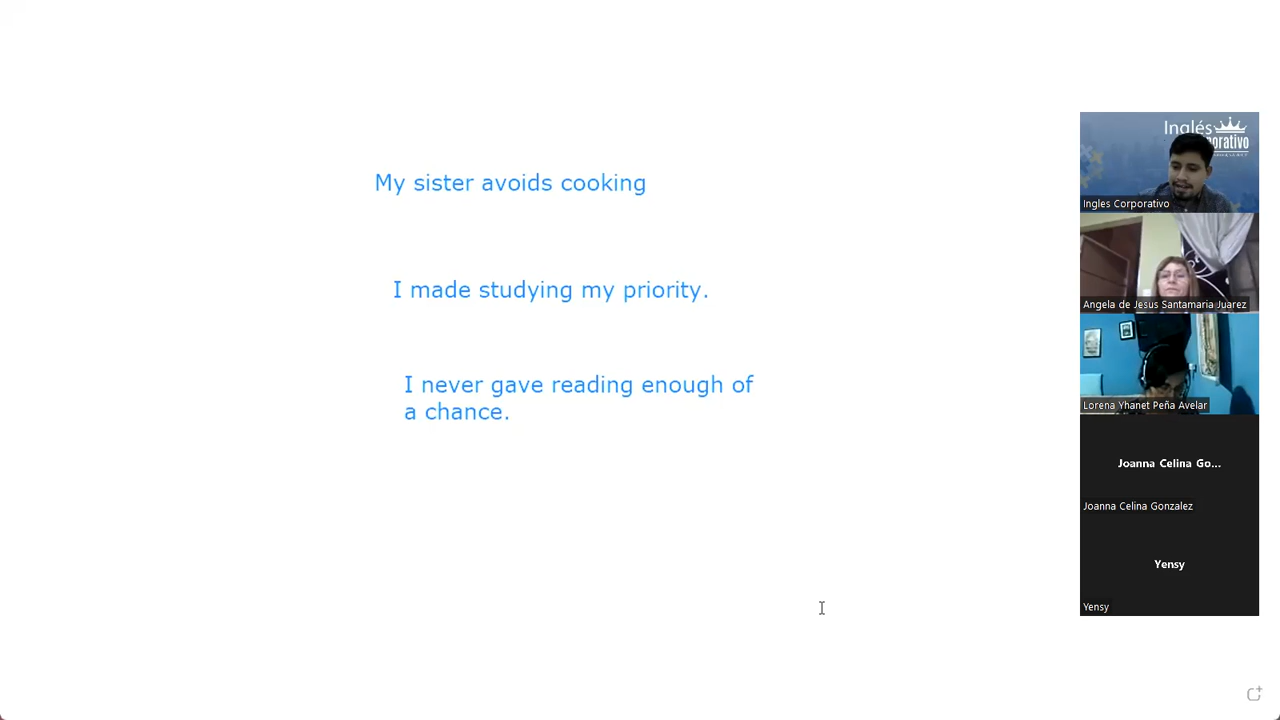 My sister avoids cooking
I made studying my priority.
I never gave reading enough of
a chance.
Inglés
Ingles Corporativo
Angela de Jesus Santamaria Juarez
Lorena Yhanet Peña Avelar
Joanna Celina Go...
Joanna Celina Gonzalez
Yensy
Yensy